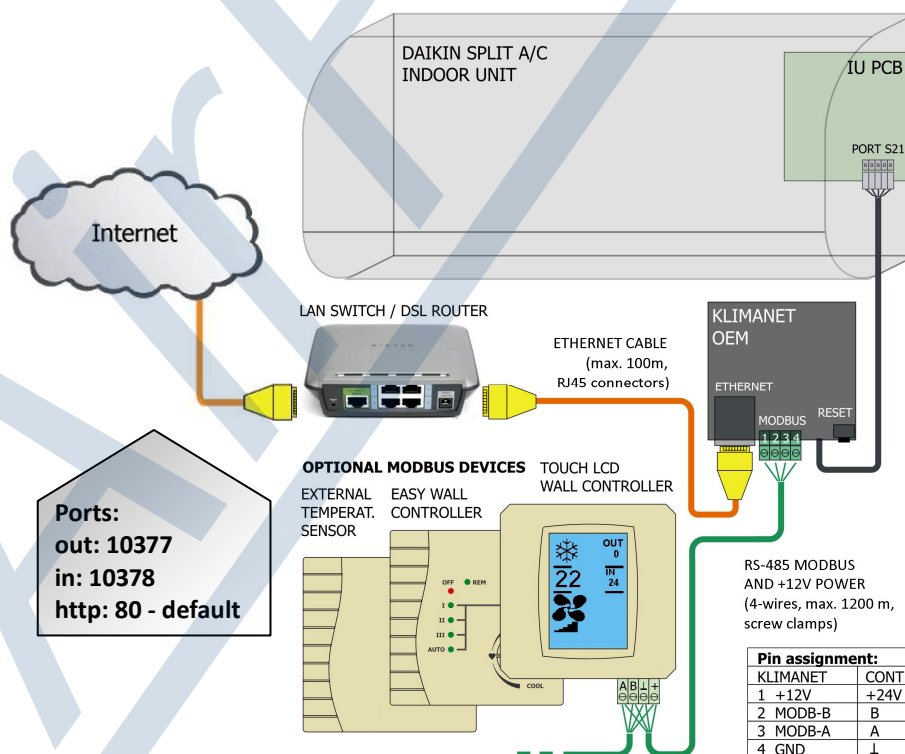 DAIKIN SPLIT A/C
INDOOR UNIT
IU PCB
PORT S21
Internet
LAN SWITCH / DSL ROUTER
ETHERNET CABLE
(max. 100m,
RJ45 connectors)
KLIMANET
OEM
ETHERNET
MODBUS
RESET
1 2 3 4
Ports:
out: 10377
in: 10378
http: 80 - default
OPTIONAL MODBUS DEVICES
EXTERNAL
TEMPERAT.
SENSOR
EASY WALL
CONTROLLER
TOUCH LCD
WALL CONTROLLER
OFF
REM
I
II
III
AUTO
COOL
OUT
0
22
IN
24
A B ⊥ +
RS-485 MODBUS
AND +12V POWER
(4-wires, max. 1200 m,
screw clamps)
Pin assignment:
KLIMANET CONT
1 +12V +24V
2 MODB-B B
3 MODB-A A
4 GND ⊥